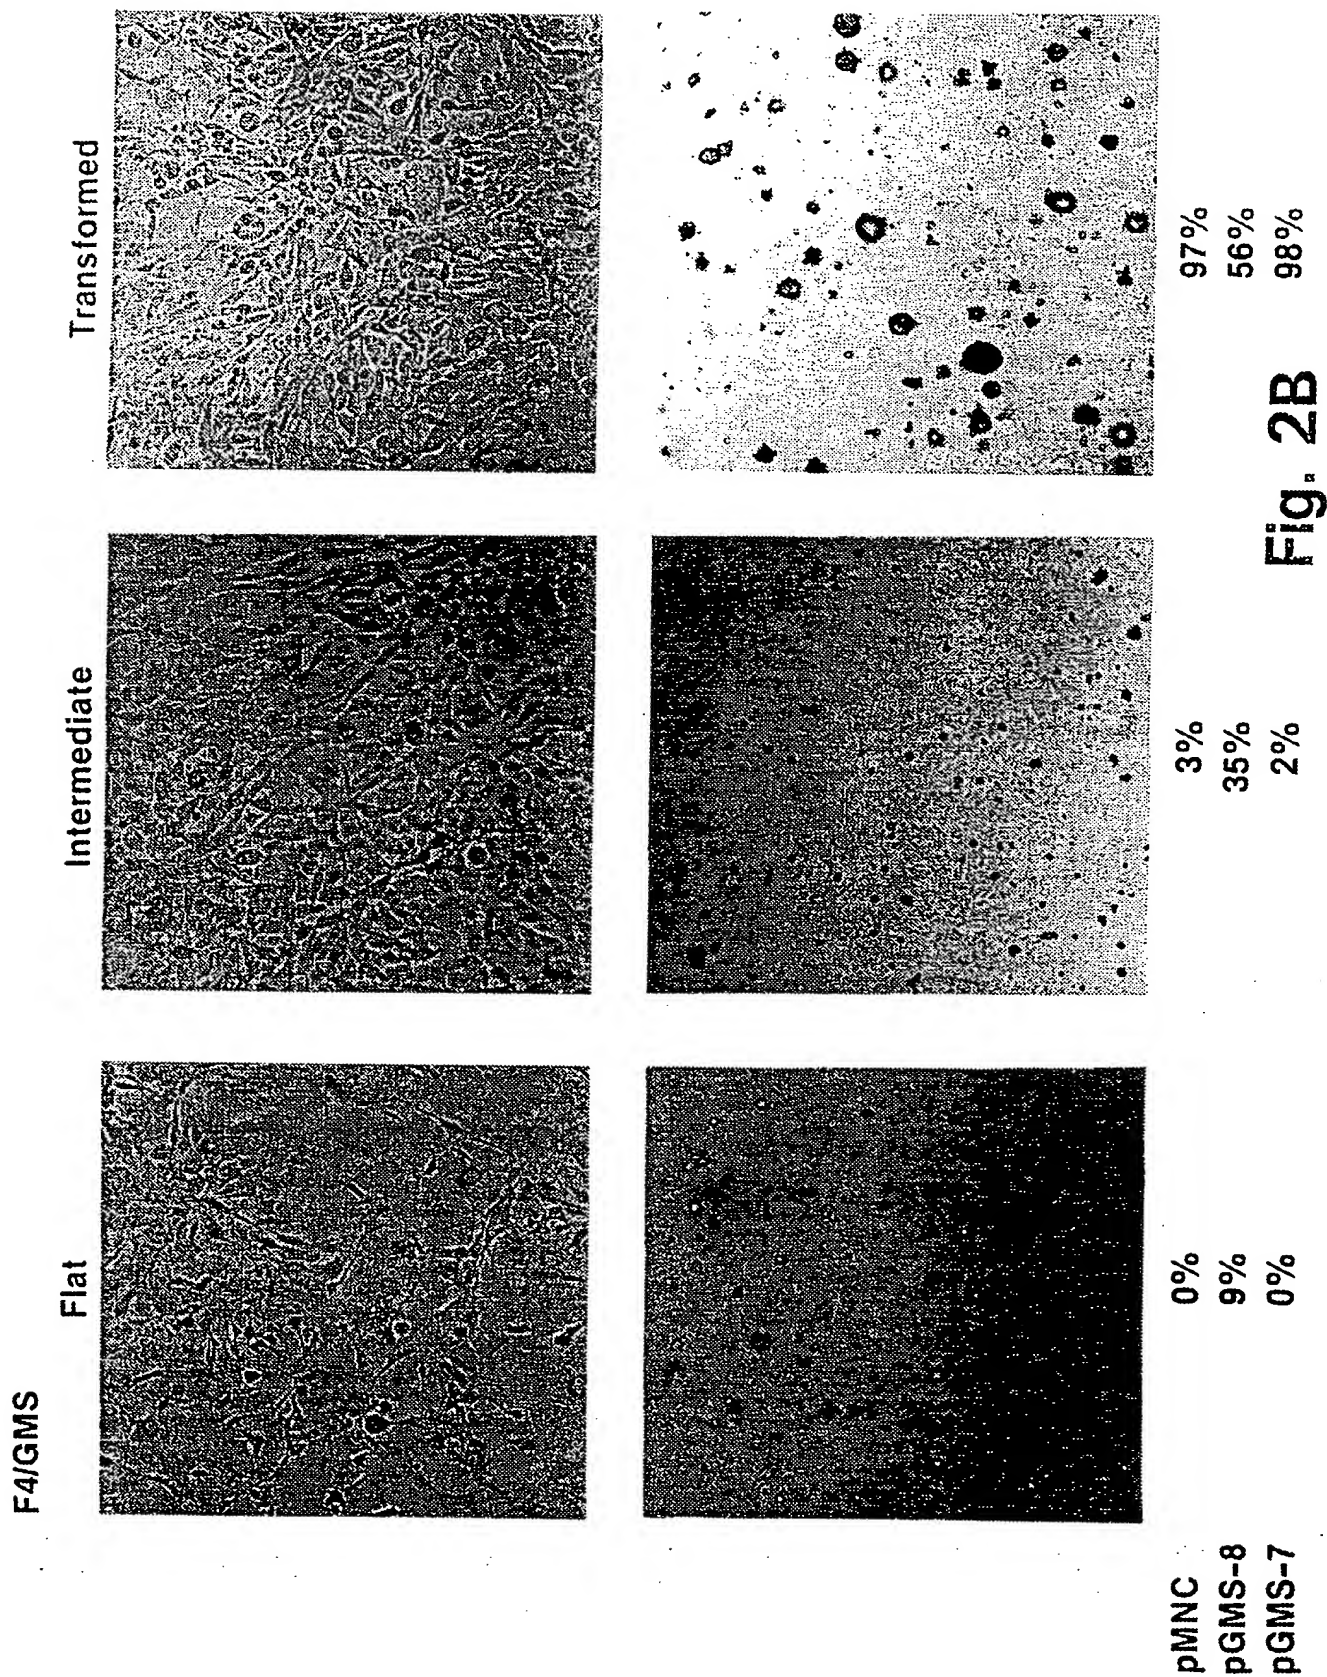 F4/GMS
Flat Intermediate Transformed
pMNC 0% 3% 97%
pGMS-8 9% 35% 56%
pGMS-7 0% 2% 98%
Fig. 2B